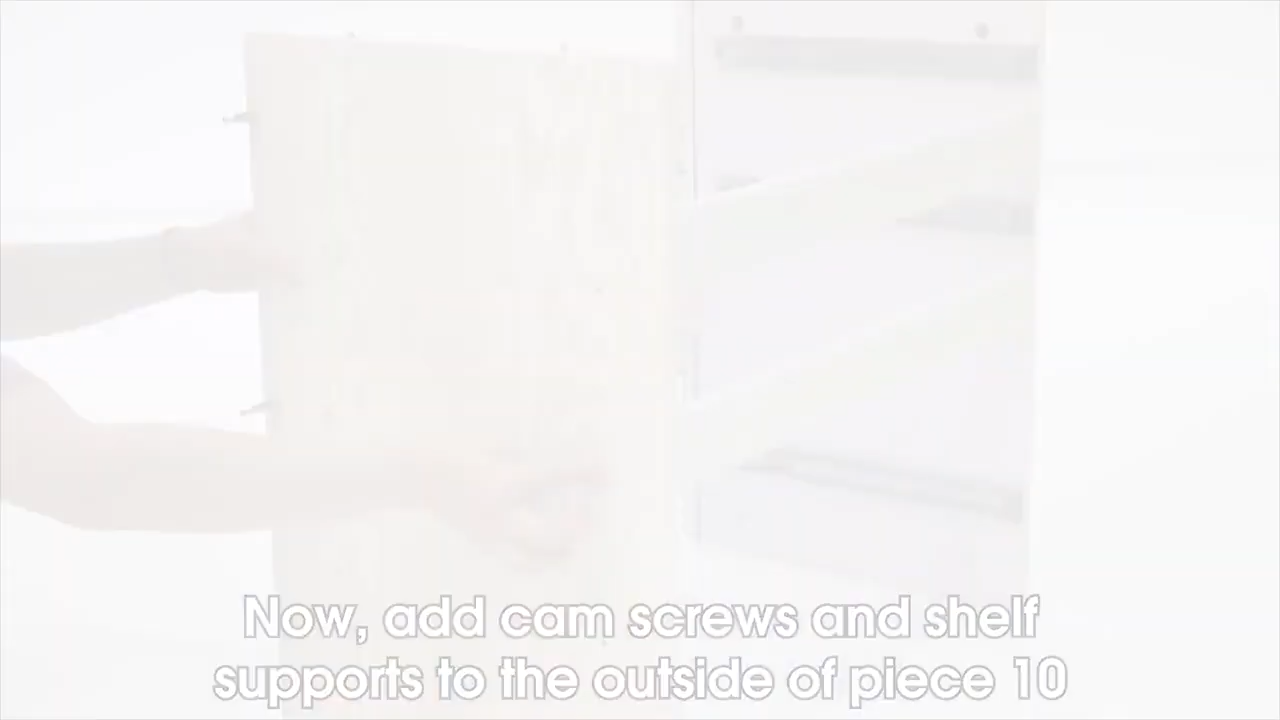 Now, add cam screws and shelf
supports to the outside of piece 10